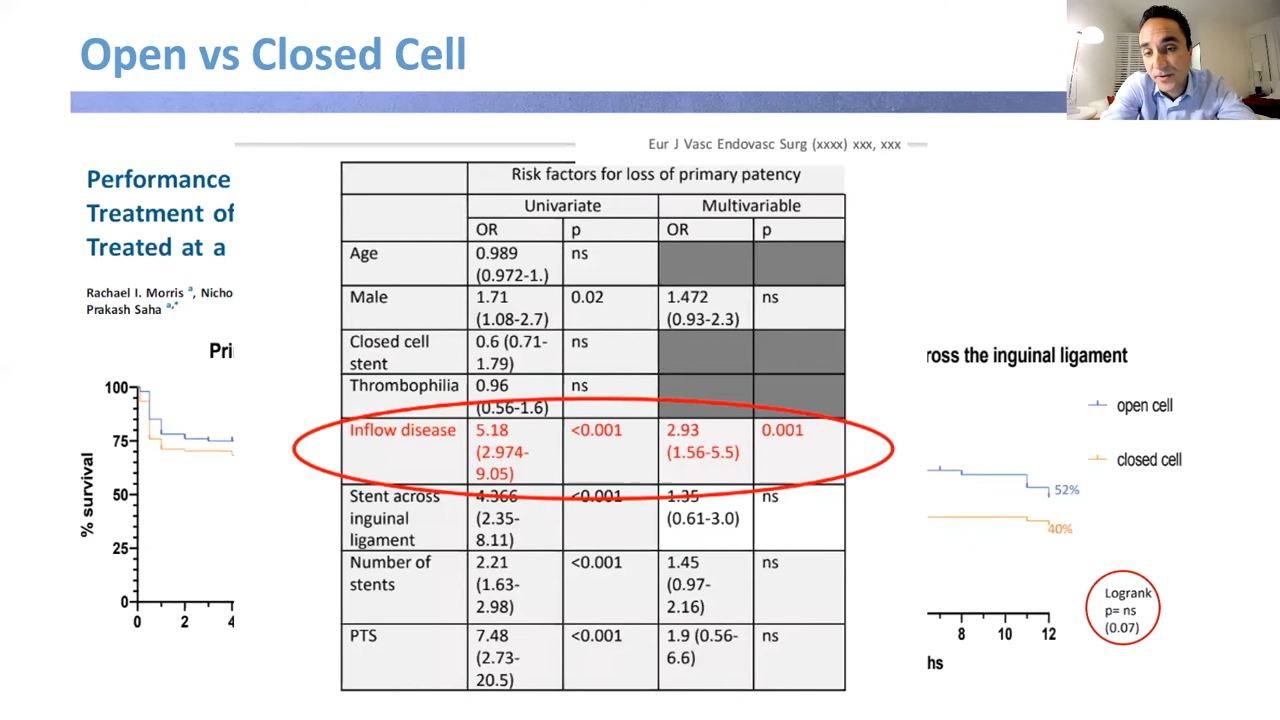 Open vs Closed Cell
Eur J Vasc Endovasc Surg (xxxx) xxx, xxx
Performance
Treatment of
Treated at a
Rachael I. Morris a, Nicho
Prakash Saha a,*
Risk factors for loss of primary patency
Univariate Multivariable
OR p OR p
Age 0.989 ns
(0.972-1.)
Male 1.71 0.02 1.472 ns
(1.08-2.7) (0.93-2.3)
Closed cell 0.6 (0.71- ns
stent 1.79)
Thrombophilia 0.96 ns
(0.56-1.6)
Inflow disease 5.18 <0.001 2.93 0.001
(2.974- (1.56-5.5)
9.05)
Stent across 4.366 <0.001 1.35 ns
inguinal (2.35- (0.61-3.0)
ligament 8.11)
Number of 2.21 <0.001 1.45 ns
stents (1.63- (0.97-
2.98) 2.16)
PTS 7.48 <0.001 1.9 (0.56- ns
(2.73- 6.6)
20.5)
Pri
% survival
100
75
50
25
0
0 2 4
ross the inguinal ligament
open cell
closed cell
52%
40%
Logrank
p= ns
(0.07)
8 10 12
hs